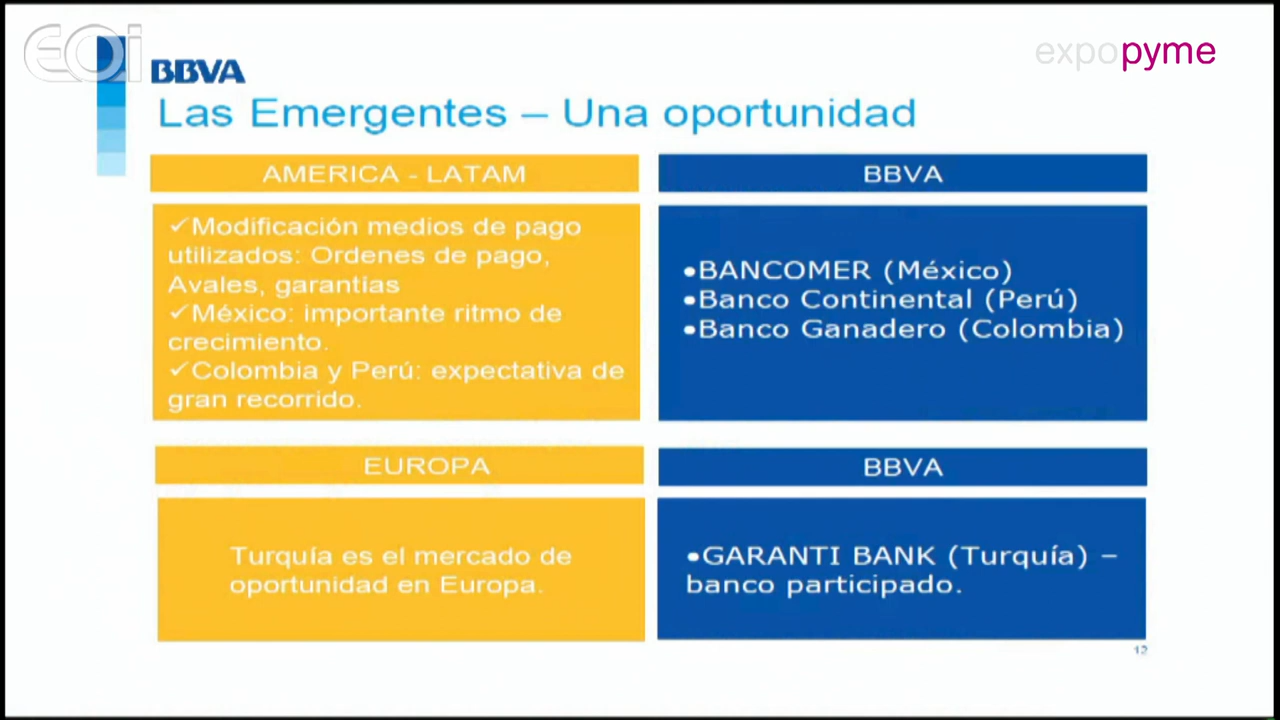 EOi
expopyme
BBVA
Las Emergentes – Una oportunidad
AMERICA - LATAM
✓Modificación medios de pago
utilizados: Ordenes de pago,
Avales, garantías
✓México: importante ritmo de
crecimiento.
✓Colombia y Perú: expectativa de
gran recorrido.
BBVA
•BANCOMER (México)
•Banco Continental (Perú)
•Banco Ganadero (Colombia)
EUROPA
Turquía es el mercado de
oportunidad en Europa.
BBVA
•GARANTI BANK (Turquía) –
banco participado.
12